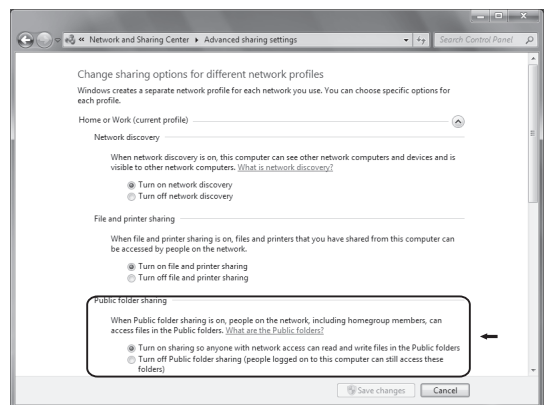 « Network and Sharing Center ▸ Advanced sharing settings
Search Control Panel
Change sharing options for different network profiles
Windows creates a separate network profile for each network you use. You can choose specific options for
each profile.
Home or Work (current profile)
Network discovery
When network discovery is on, this computer can see other network computers and devices and is
visible to other network computers. What is network discovery?
Turn on network discovery
Turn off network discovery
File and printer sharing
When file and printer sharing is on, files and printers that you have shared from this computer can
be accessed by people on the network.
Turn on file and printer sharing
Turn off file and printer sharing
Public folder sharing
When Public folder sharing is on, people on the network, including homegroup members, can
access files in the Public folders. What are the Public folders?
Turn on sharing so anyone with network access can read and write files in the Public folders
Turn off Public folder sharing (people logged on to this computer can still access these
folders)
Save changes
Cancel